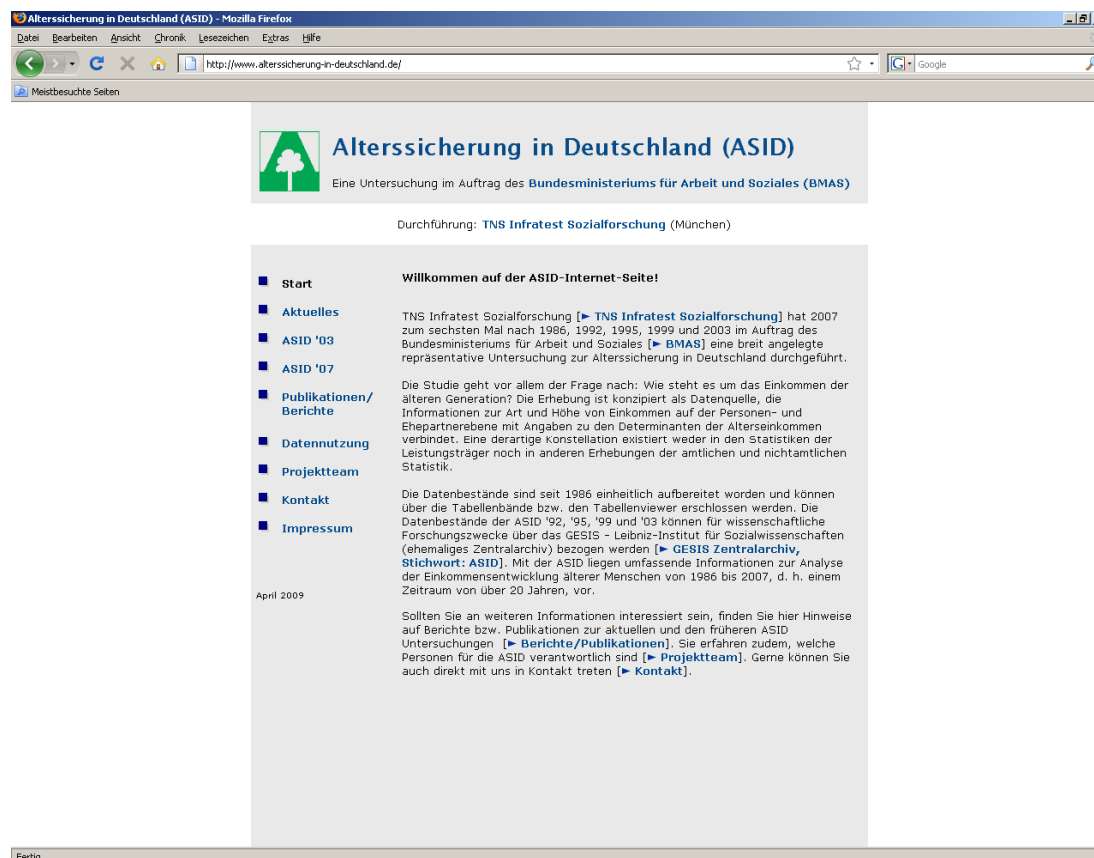 Alterssicherung in Deutschland (ASID) - Mozilla Firefox
Datei Bearbeiten Ansicht Chronik Lesezeichen Extras Hilfe
http://www.alterssicherung-in-deutschland.de/
Google
Meistbesuchte Seiten
Alterssicherung in Deutschland (ASID)
Eine Untersuchung im Auftrag des Bundesministeriums für Arbeit und Soziales (BMAS)
Durchführung: TNS Infratest Sozialforschung (München)
Start
Aktuelles
ASID '03
ASID '07
Publikationen/
Berichte
Datennutzung
Projektteam
Kontakt
Impressum
April 2009
Willkommen auf der ASID-Internet-Seite!
TNS Infratest Sozialforschung [► TNS Infratest Sozialforschung] hat 2007
zum sechsten Mal nach 1986, 1992, 1995, 1999 und 2003 im Auftrag des
Bundesministeriums für Arbeit und Soziales [► BMAS] eine breit angelegte
repräsentative Untersuchung zur Alterssicherung in Deutschland durchgeführt.
Die Studie geht vor allem der Frage nach: Wie steht es um das Einkommen der
älteren Generation? Die Erhebung ist konzipiert als Datenquelle, die
Informationen zur Art und Höhe von Einkommen auf der Personen- und
Ehepartnerebene mit Angaben zu den Determinanten der Alterseinkommen
verbindet. Eine derartige Konstellation existiert weder in den Statistiken der
Leistungsträger noch in anderen Erhebungen der amtlichen und nichtamtlichen
Statistik.
Die Datenbestände sind seit 1986 einheitlich aufbereitet worden und können
über die Tabellenbände bzw. den Tabellenviewer erschlossen werden. Die
Datenbestände der ASID '92, '95, '99 und '03 können für wissenschaftliche
Forschungszwecke über das GESIS - Leibniz-Institut für Sozialwissenschaften
(ehemaliges Zentralarchiv) bezogen werden [► GESIS Zentralarchiv,
Stichwort: ASID]. Mit der ASID liegen umfassende Informationen zur Analyse
der Einkommensentwicklung älterer Menschen von 1986 bis 2007, d. h. einem
Zeitraum von über 20 Jahren, vor.
Sollten Sie an weiteren Informationen interessiert sein, finden Sie hier Hinweise
auf Berichte bzw. Publikationen zur aktuellen und den früheren ASID
Untersuchungen [► Berichte/Publikationen]. Sie erfahren zudem, welche
Personen für die ASID verantwortlich sind [► Projektteam]. Gerne können Sie
auch direkt mit uns in Kontakt treten [► Kontakt].
Fertig